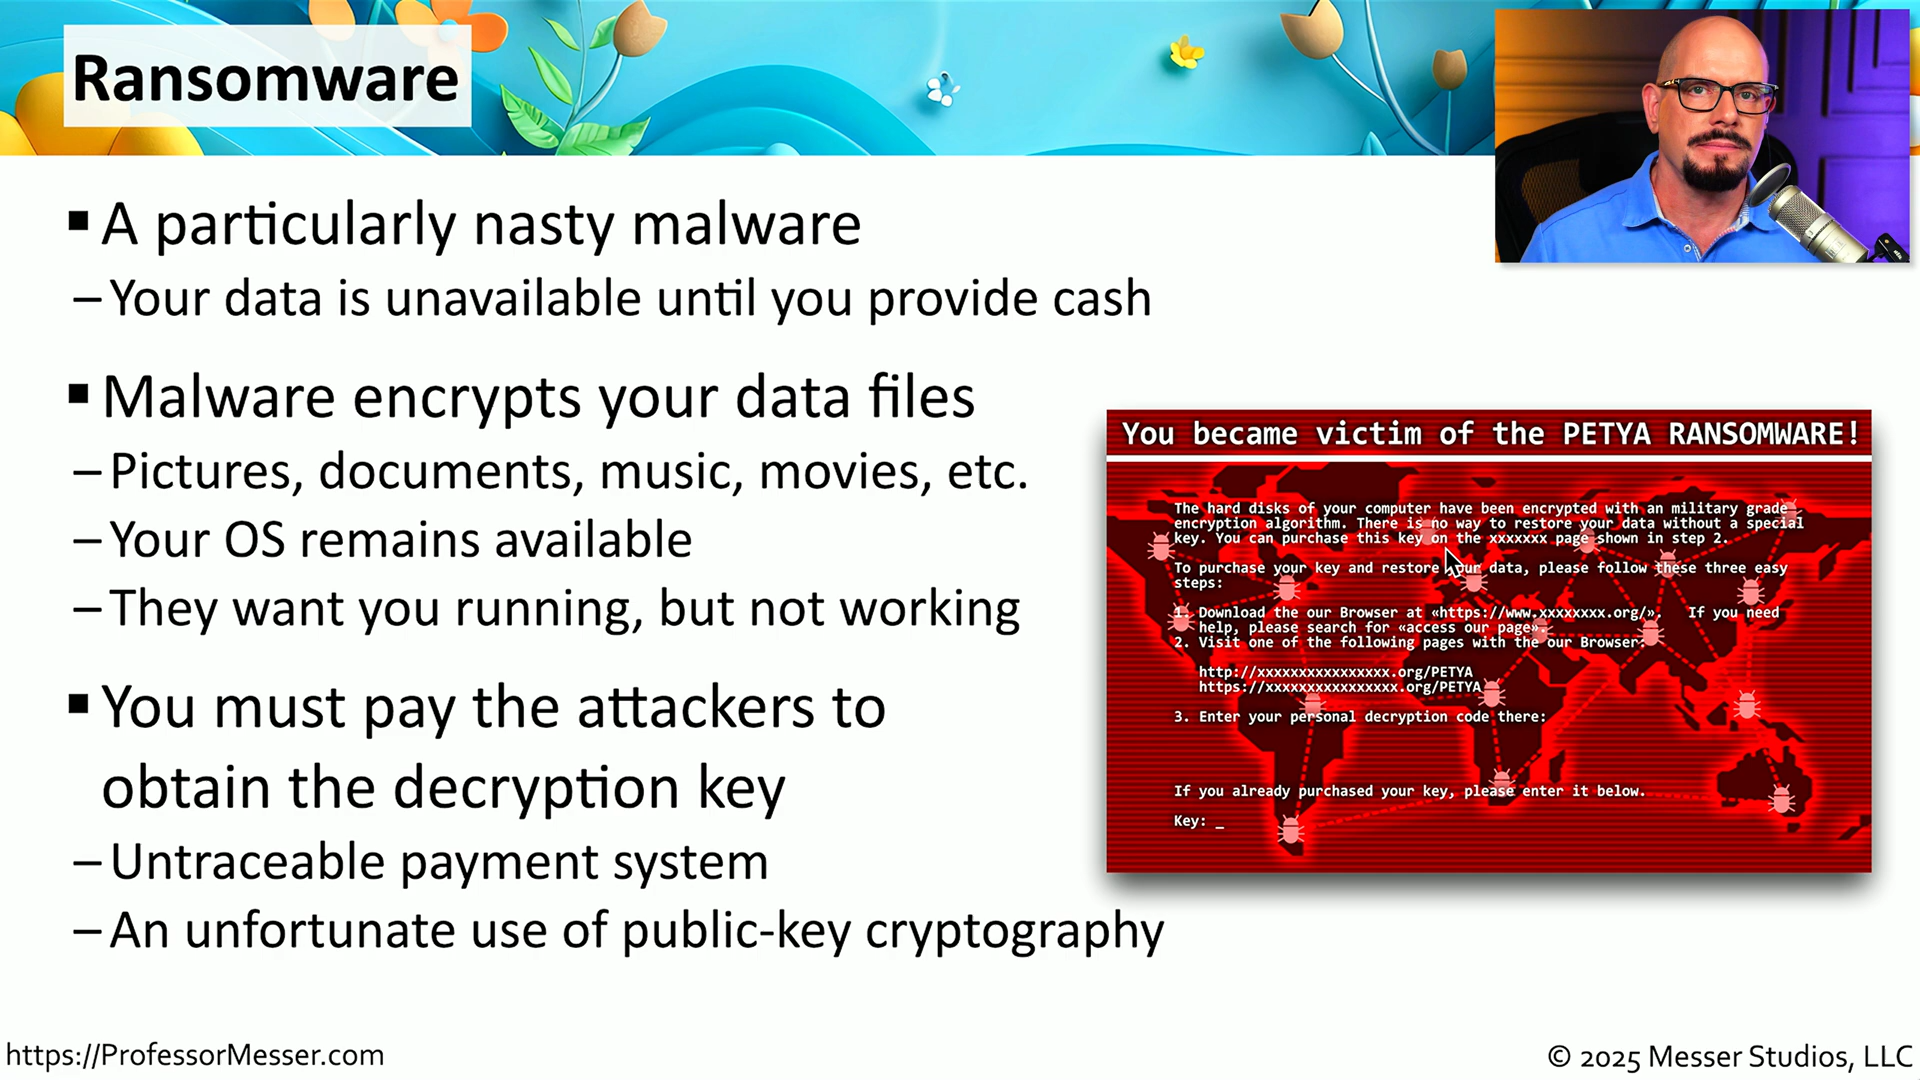 Ransomware
▪ A particularly nasty malware
– Your data is unavailable until you provide cash
▪ Malware encrypts your data files
– Pictures, documents, music, movies, etc.
– Your OS remains available
– They want you running, but not working
▪ You must pay the attackers to
obtain the decryption key
– Untraceable payment system
– An unfortunate use of public-key cryptography
You became victim of the PETYA RANSOMWARE!
The hard disks of your computer have been encrypted with an military grade
encryption algorithm. There is no way to restore your data without a special
key. You can purchase this key on the xxxxxxx page shown in step 2.
To purchase your key and restore your data, please follow these three easy
steps:
1. Download the our Browser at «https://www.xxxxxxxx.org/». If you need
help, please search for «access our page».
2. Visit one of the following pages with the our Browser:
http://xxxxxxxxxxxxxxxx.org/PETYA
https://xxxxxxxxxxxxxxxx.org/PETYA
3. Enter your personal decryption code there:
If you already purchased your key, please enter it below.
Key: _
https://ProfessorMesser.com
© 2025 Messer Studios, LLC